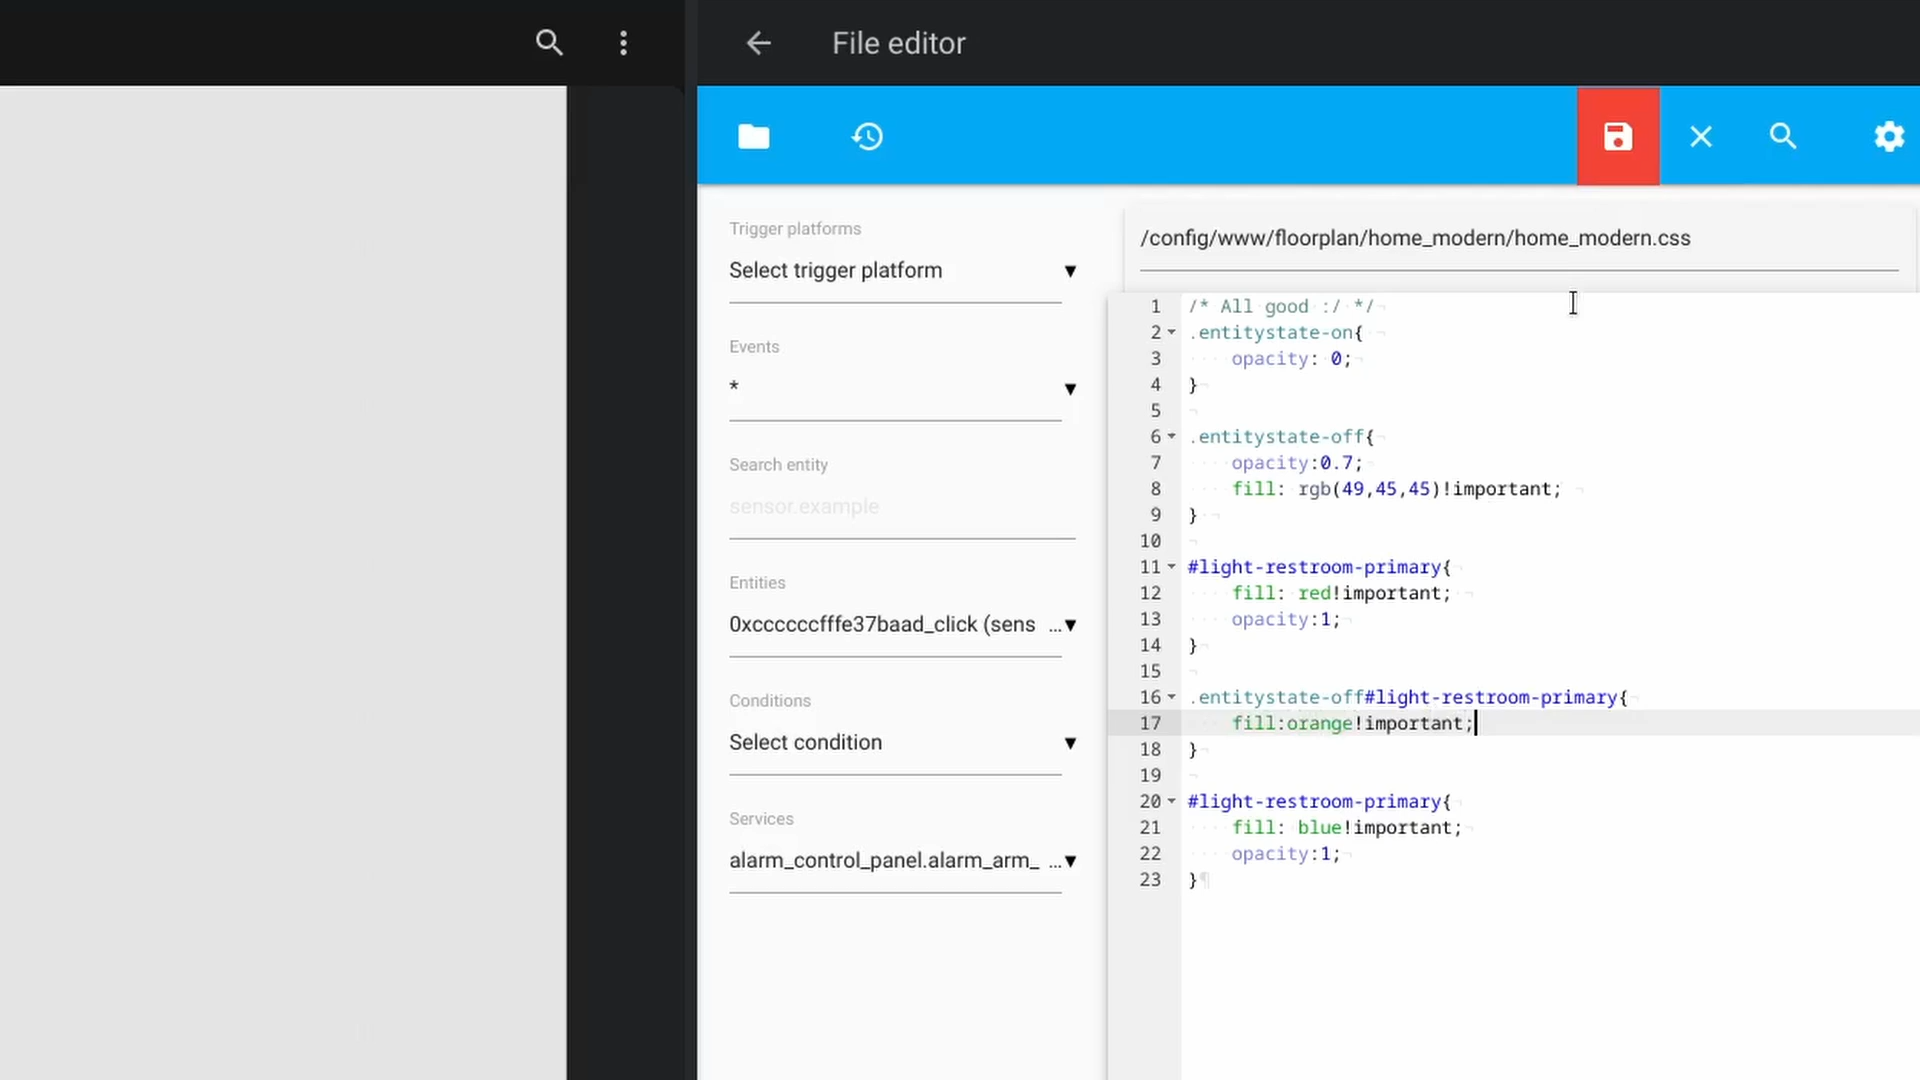 File editor
Trigger platforms
Select trigger platform
Events
*
Search entity
sensor.example
Entities
0xccccccfffe37baad_click (sens ...
Conditions
Select condition
Services
alarm_control_panel.alarm_arm_ ...
/config/www/floorplan/home_modern/home_modern.css
1 /* All good :/ */
2 .entitystate-on{
3 opacity: 0;
4 }
5
6 .entitystate-off{
7 opacity:0.7;
8 fill: rgb(49,45,45)!important;
9 }
10
11 #light-restroom-primary{
12 fill: red!important;
13 opacity:1;
14 }
15
16 .entitystate-off#light-restroom-primary{
17 fill:orange!important;
18 }
19
20 #light-restroom-primary{
21 fill: blue!important;
22 opacity:1;
23 }